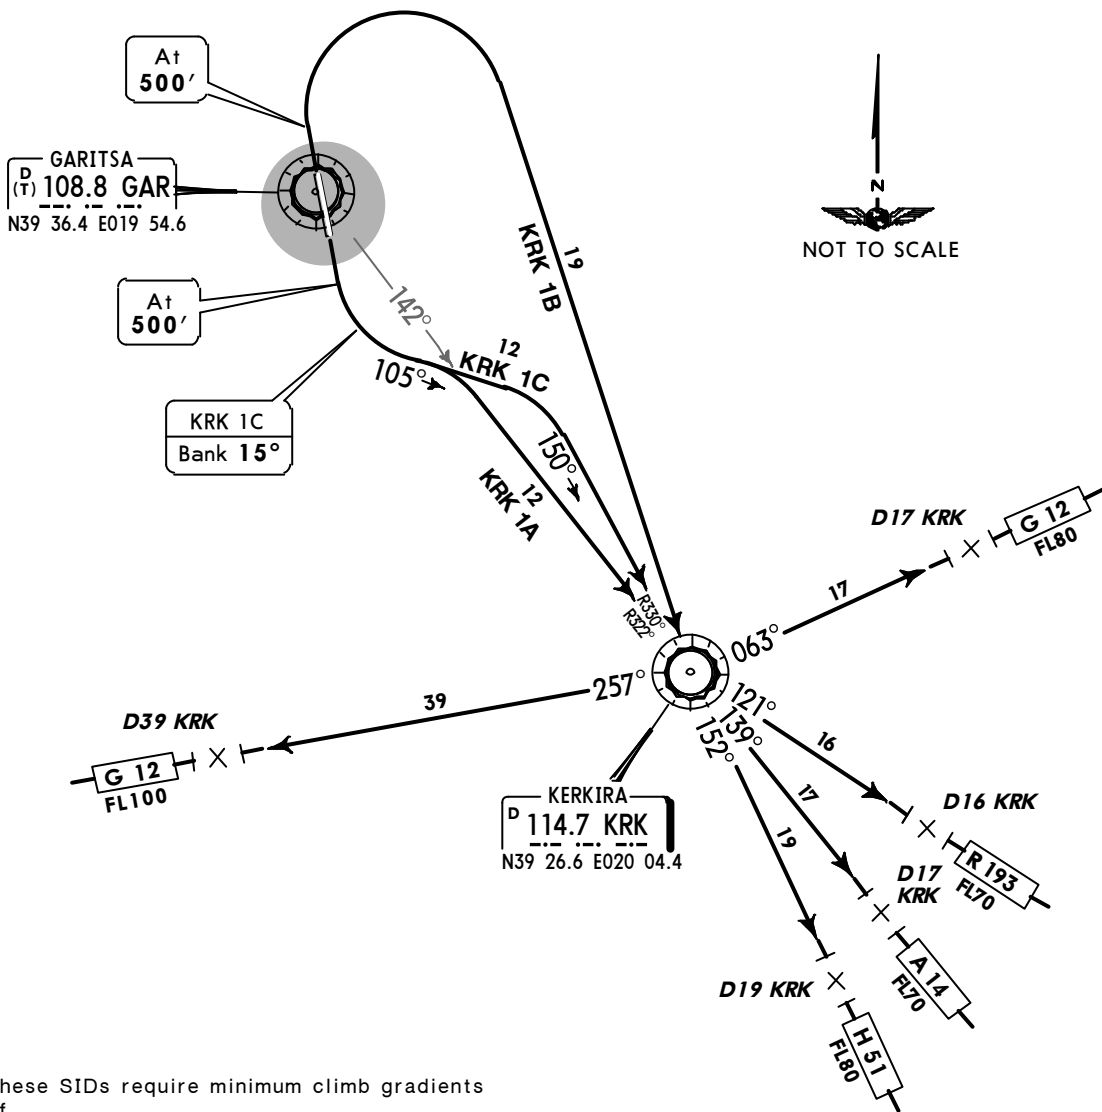 At
500′
GARITSA
D
(T) 108.8 GAR
N39 36.4 E019 54.6
N
NOT TO SCALE
19
KRK 1B
At
500′
142°
12
KRK 1C
105°
KRK 1C
Bank 15°
150°
12
KRK 1A
D17 KRK
G 12
FL80
17
R330°
R322°
063°
257°
39
D39 KRK
G 12
FL100
121°
139°
152°
16
17
19
KERKIRA
D 114.7 KRK
N39 26.6 E020 04.4
D16 KRK
R 193
FL70
D17
KRK
A 14
FL70
D19 KRK
H 51
FL80
hese SIDs require minimum climb gradients
f